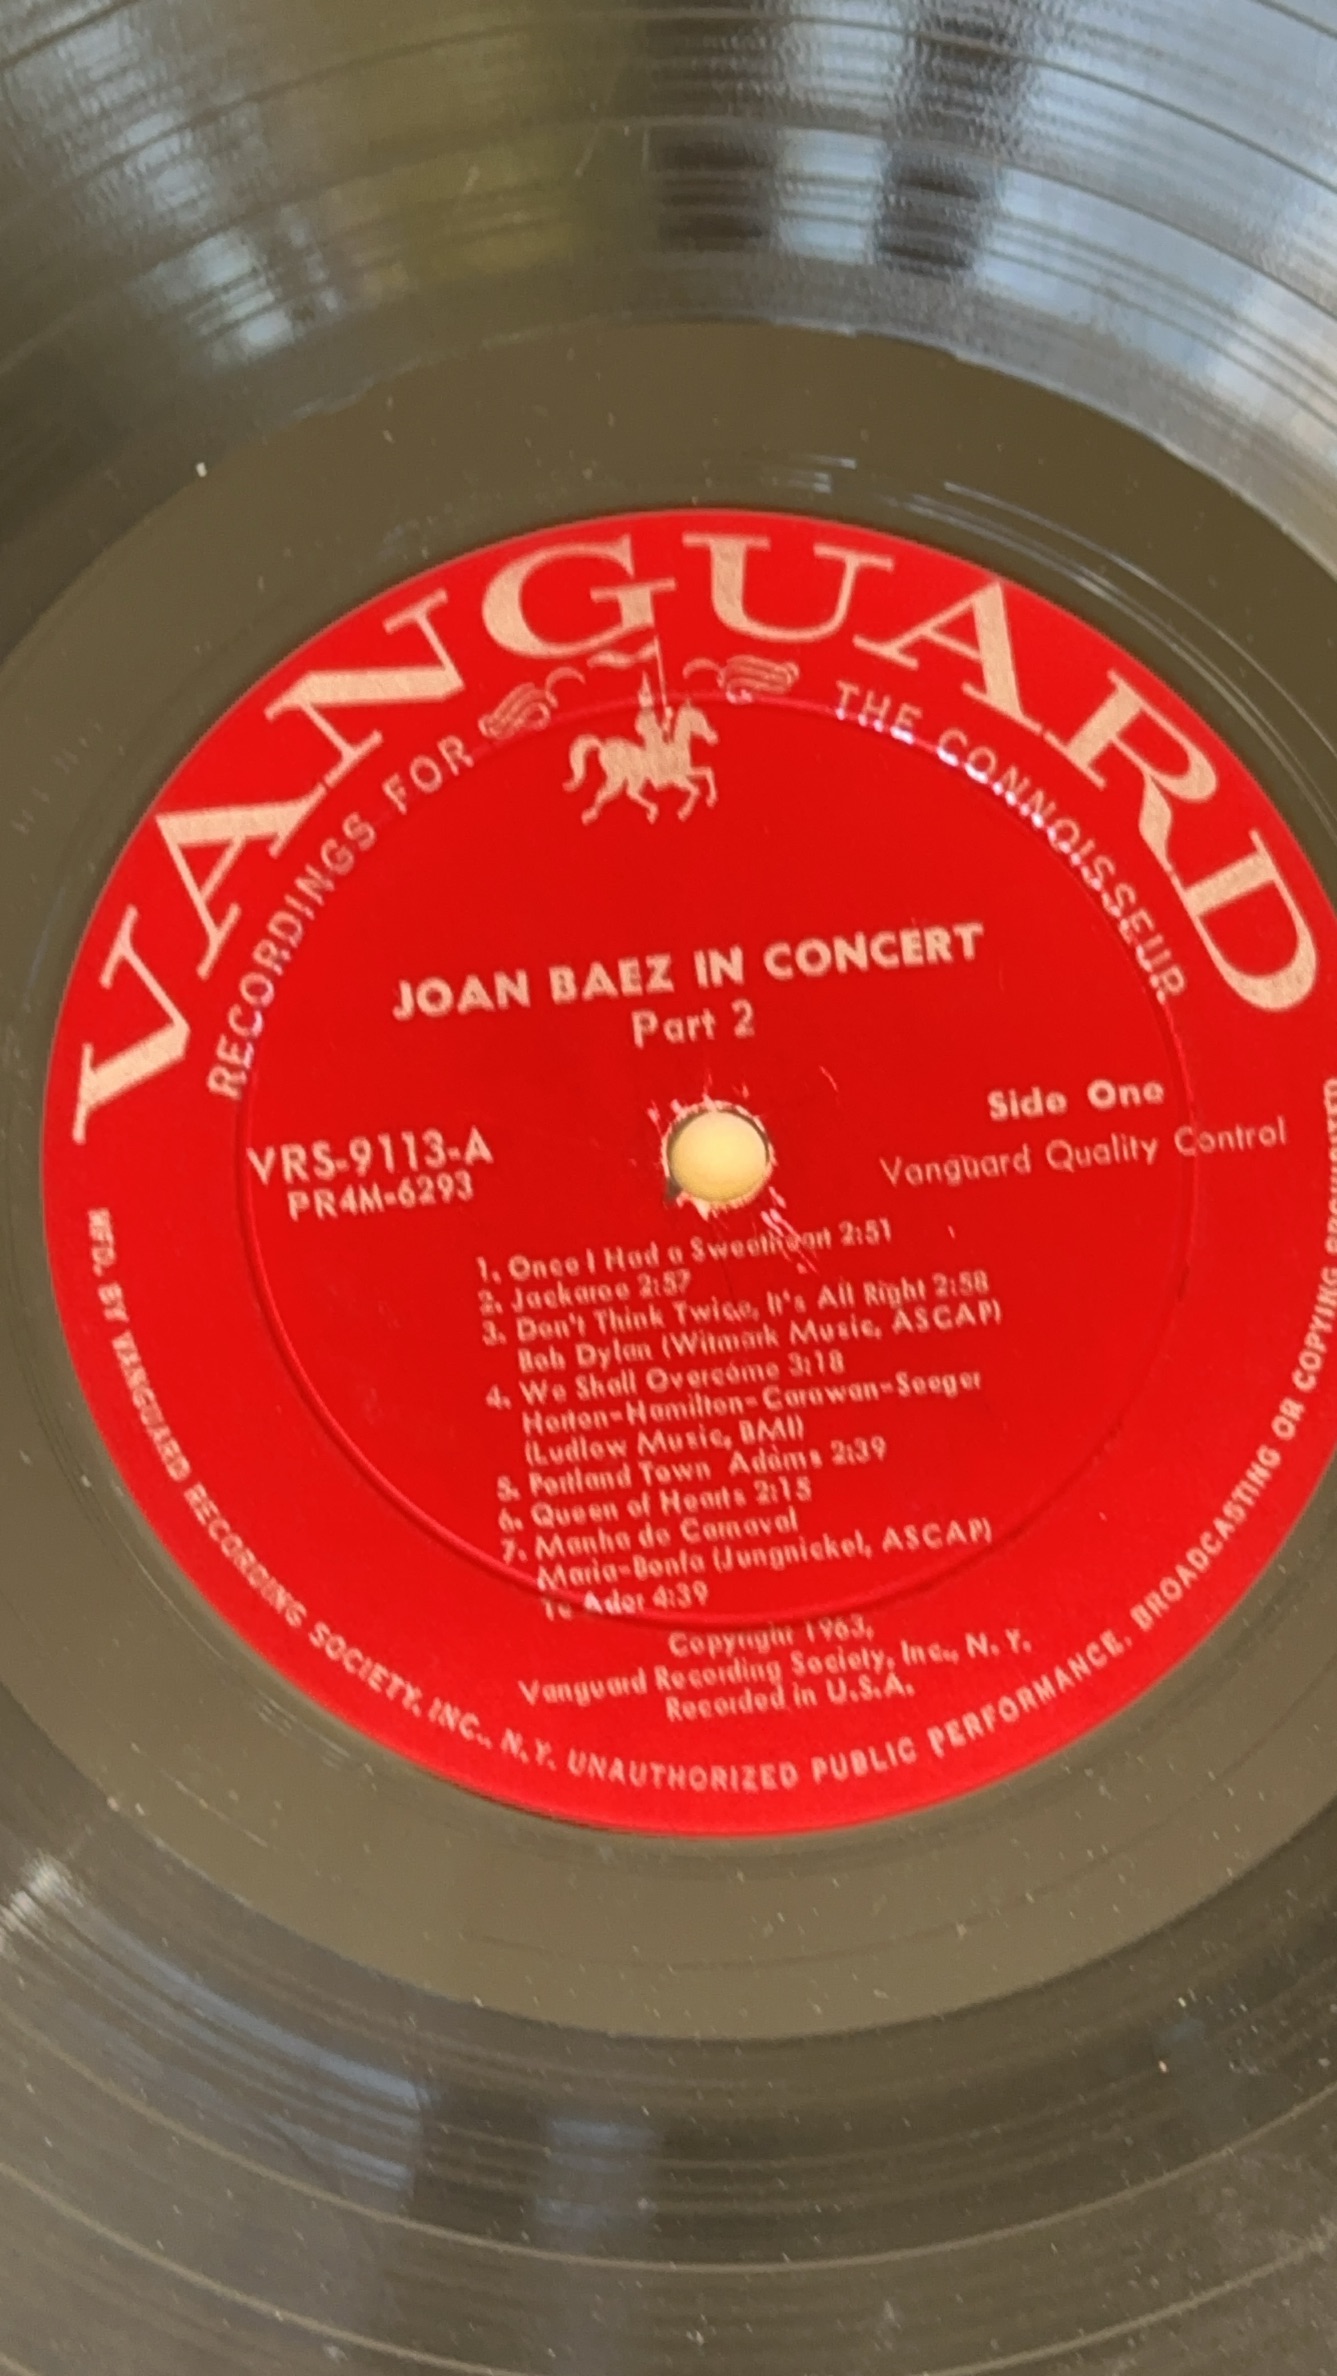 VANGUARD
RECORDINGS FOR THE CONNOISSEUR
JOAN BAEZ IN CONCERT
Part 2
Side One
VRS-9113-A
Vanguard Quality Control
PR4M-6293
1. Once I Had a Sweetheart 2:51
2. Jackaroe 2:57
3. Don't Think Twice, It's All Right 2:58
Bob Dylan (Witmark Music, ASCAP)
4. We Shall Overcome 3:18
Horton-Hamilton-Carawan-Seeger
(Ludlow Music, BMI)
5. Portland Town Adams 2:39
6. Queen of Hearts 2:15
7. Manha de Carnaval
Maria-Bonfa (Jungnickel, ASCAP)
Te Ador 4:39
Copyright 1963,
Vanguard Recording Society, Inc., N. Y.
Recorded in U.S.A.
MFD. BY VANGUARD RECORDING SOCIETY, INC., N.Y. UNAUTHORIZED PUBLIC PERFORMANCE, BROADCASTING OR COPYING